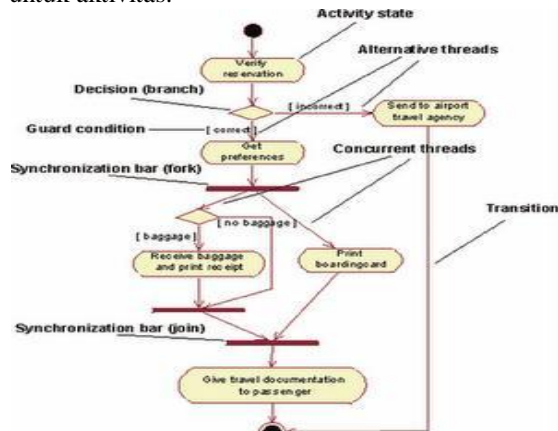 untuk aktivitas.
Activity state
Alternative threads
Verify
reservation
Decision (branch)
[ incorrect]
Send to airport
travel agency
Guard condition
[ correct]
Get
preferences
Concurrent threads
Synchronization bar (fork)
[ no baggage]
Transition
[ baggage]
Receive baggage
and print receipt
Print
boardingcard
Synchronization bar (join)
Give travel documentation
to passenger